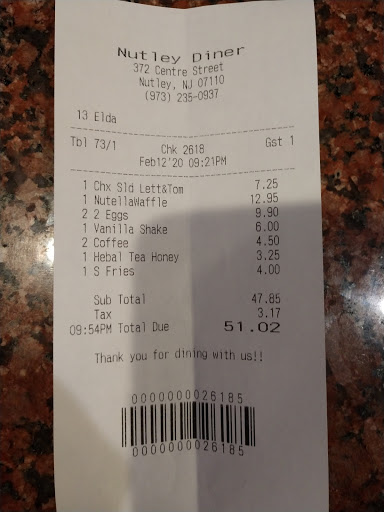 Nutley Diner
372 Centre Street
Nutley, NJ 07110
(973) 235-0937
13 Elda
Tbl 73/1 Chk 2618 Gst 1
Feb12'20 09:21PM
1 Chx Sld Lett&Tom 7.25
1 NutellaWaffle 12.95
2 2 Eggs 9.90
1 Vanilla Shake 6.00
2 Coffee 4.50
1 Hebal Tea Honey 3.25
1 S Fries 4.00
Sub Total 47.85
Tax 3.17
09:54PM Total Due 51.02
Thank you for dining with us!!
0000000026185
0000000026185